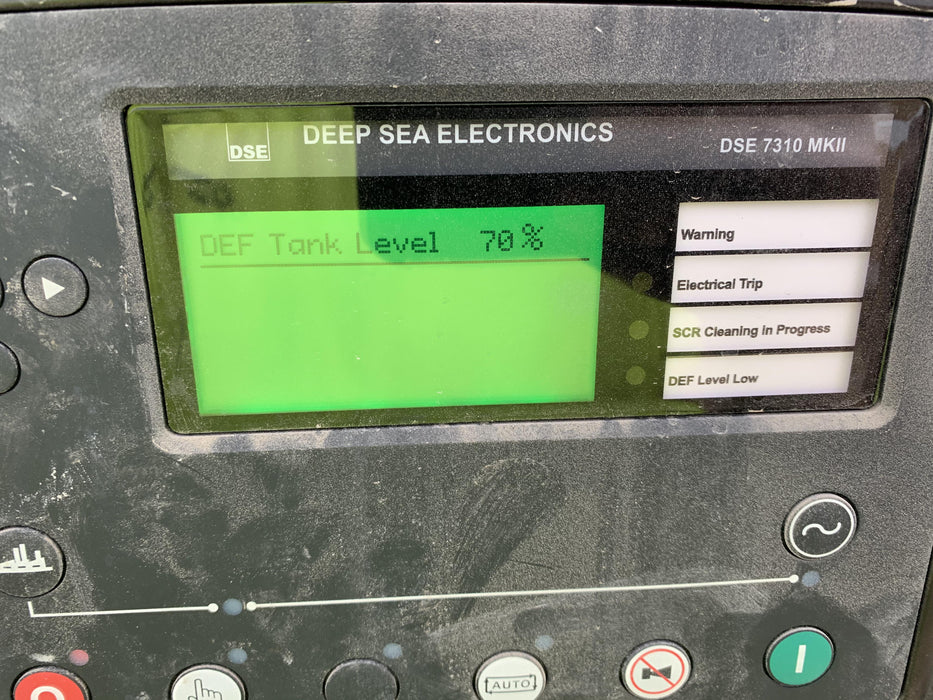 DSE
DEEP SEA ELECTRONICS
DSE 7310 MKII
DEF Tank Level 70%
Warning
Electrical Trip
SCR Cleaning in Progress
DEF Level Low
AUTO